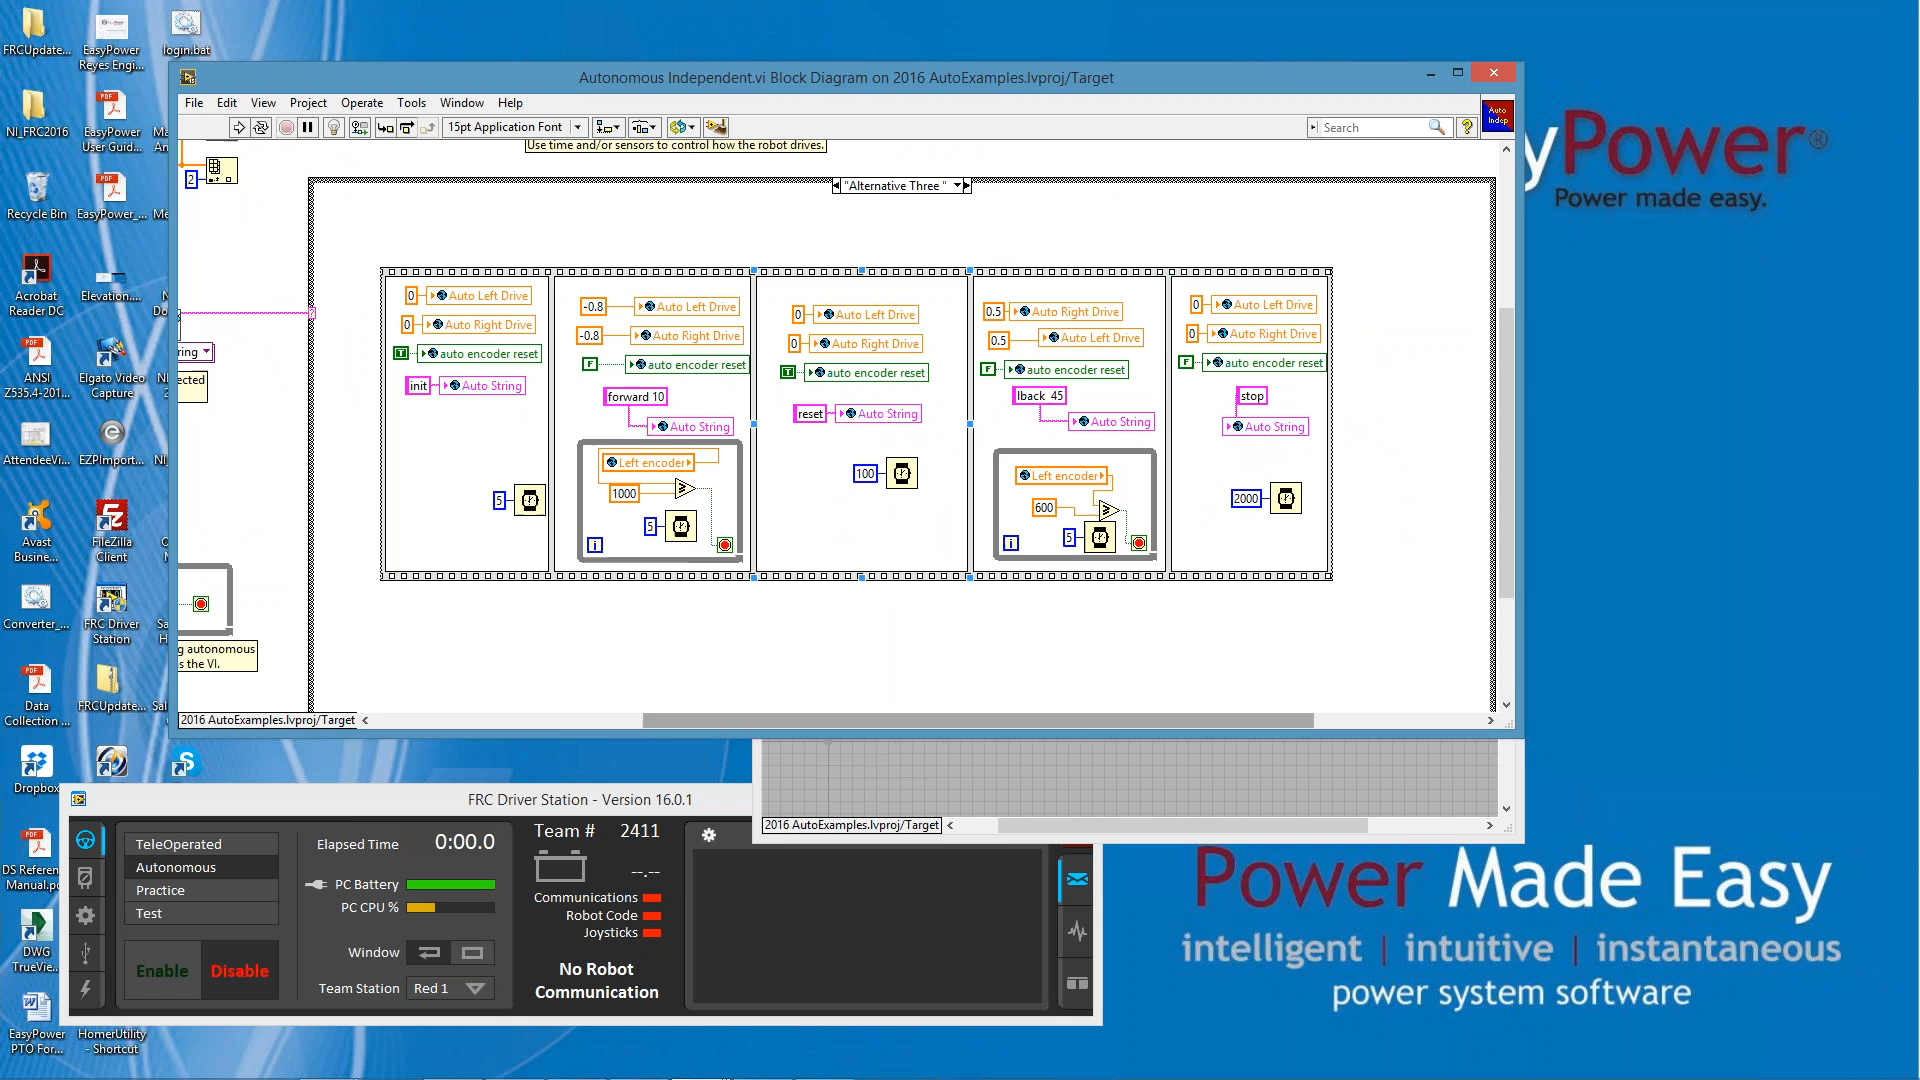 FRCUpdate...
EasyPower
Reyes Engi...
login.bat
NI_FRC2016
EasyPower
User Guid...
Recycle Bin
EasyPower_...
Acrobat
Reader DC
Elevation....
ANSI
Z535.4-201...
Elgato Video
Capture
AttendeeVi...
EZPImport...
Avast
Busine...
FileZilla
Client
Converter_...
FRC Driver
Station
Data
Collection ...
FRCUpdate...
Dropbox
DS Referen
Manual.pd
DWG
TrueVie...
EasyPower
PTO For...
HomerUtility
- Shortcut
Autonomous Independent.vi Block Diagram on 2016 AutoExamples.lvproj/Target
File Edit View Project Operate Tools Window Help
15pt Application Font
Search
Auto
Indep
Use time and/or sensors to control how the robot drives.
2
"Alternative Three "
ring
ected
g autonomous
s the VI.
0 Auto Left Drive
0 Auto Right Drive
T auto encoder reset
init Auto String
5
-0.8 Auto Left Drive
-0.8 Auto Right Drive
F auto encoder reset
forward 10
Auto String
Left encoder
1000
5
i
0 Auto Left Drive
0 Auto Right Drive
T auto encoder reset
reset Auto String
100
0.5 Auto Right Drive
0.5 Auto Left Drive
F auto encoder reset
lback 45
Auto String
Left encoder
600
5
i
0 Auto Left Drive
0 Auto Right Drive
F auto encoder reset
stop
Auto String
2000
2016 AutoExamples.lvproj/Target
2016 AutoExamples.lvproj/Target
yPower®
Power made easy.
FRC Driver Station - Version 16.0.1
TeleOperated
Autonomous
Practice
Test
Enable Disable
Elapsed Time 0:00.0
PC Battery
PC CPU %
Window
Team Station Red 1
Team # 2411
--.--
Communications
Robot Code
Joysticks
No Robot
Communication
Power Made Easy
intelligent | intuitive | instantaneous
power system software